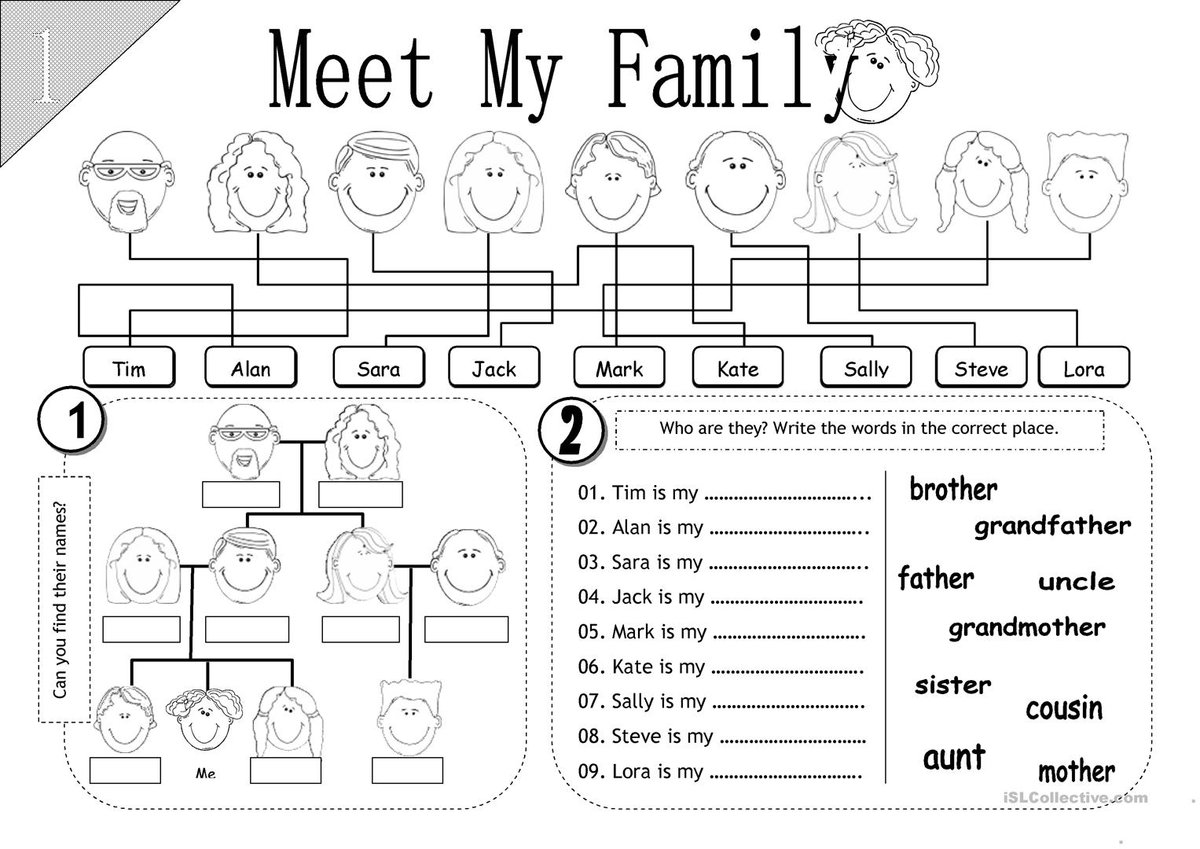 1
Meet My Family
Tim
Alan
Sara
Jack
Mark
Kate
Sally
Steve
Lora
1
Can you find their names?
Me
2
Who are they? Write the words in the correct place.
01. Tim is my ................................
02. Alan is my ................................
03. Sara is my ................................
04. Jack is my ................................
05. Mark is my ................................
06. Kate is my ................................
07. Sally is my ................................
08. Steve is my ................................
09. Lora is my ................................
brother
grandfather
father
uncle
grandmother
sister
cousin
aunt
mother
iSLCollective.com